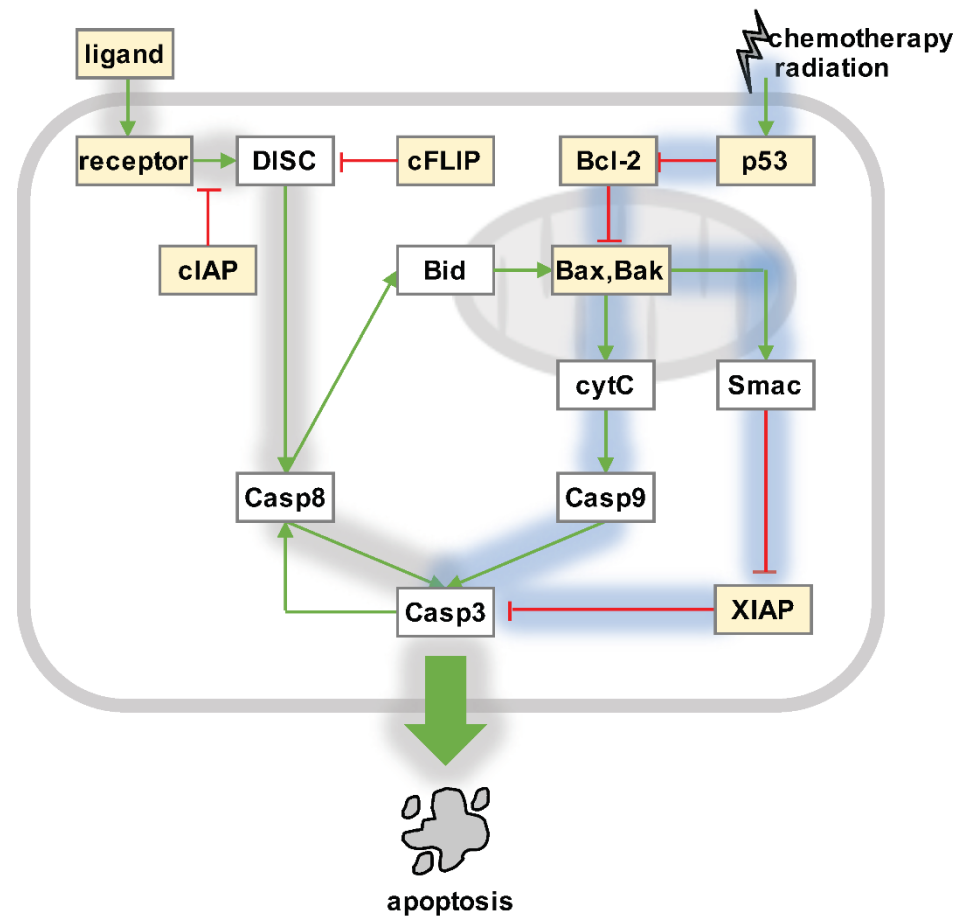 ligand
chemotherapy
radiation
receptor
DISC
cFLIP
Bcl-2
p53
cIAP
Bid
Bax,Bak
cytC
Smac
Casp8
Casp9
Casp3
XIAP
apoptosis